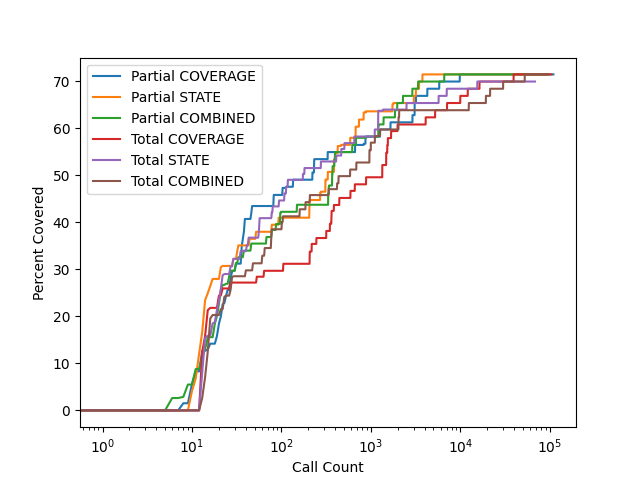 Partial COVERAGE
Partial STATE
Partial COMBINED
Total COVERAGE
Total STATE
Total COMBINED
70
60
50
40
30
20
10
0
Percent Covered
10⁰ 10¹ 10² 10³ 10⁴ 10⁵
Call Count